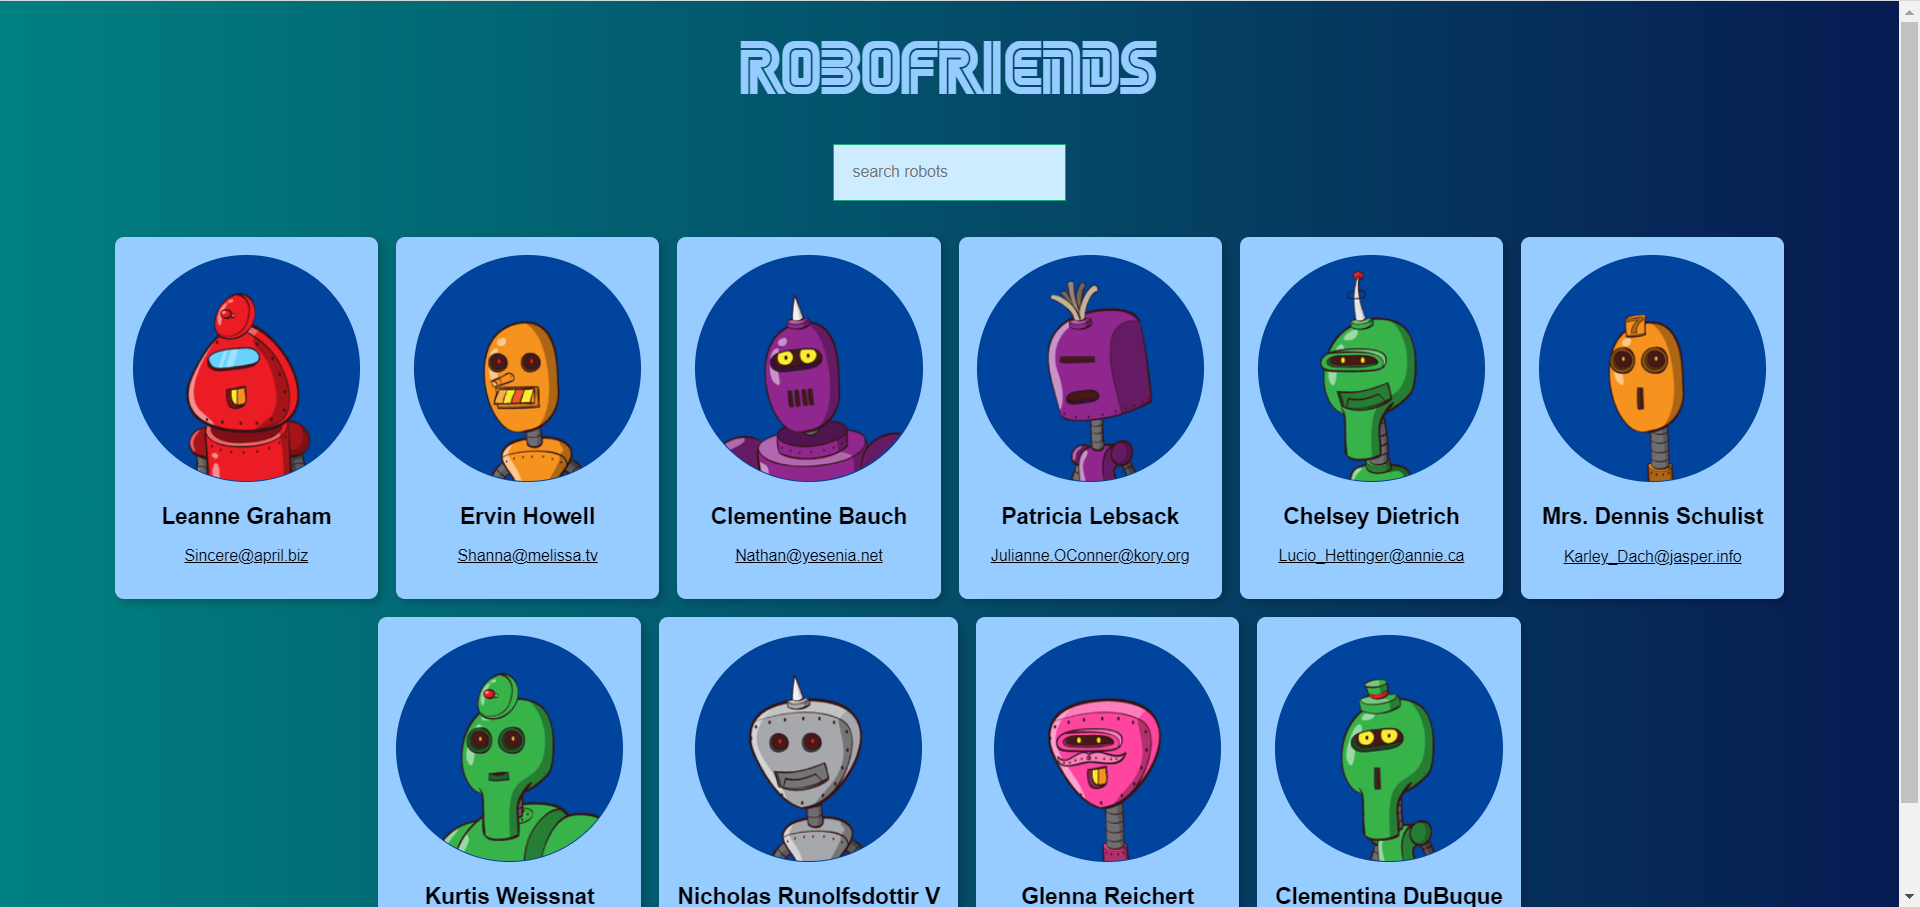 ROBOFRIENDS
search robots
Leanne Graham
Sincere@april.biz
Ervin Howell
Shanna@melissa.tv
Clementine Bauch
Nathan@yesenia.net
Patricia Lebsack
Julianne.OConner@kory.org
Chelsey Dietrich
Lucio_Hettinger@annie.ca
7
Mrs. Dennis Schulist
Karley_Dach@jasper.info
Kurtis Weissnat
Nicholas Runolfsdottir V
Glenna Reichert
Clementina DuBuque